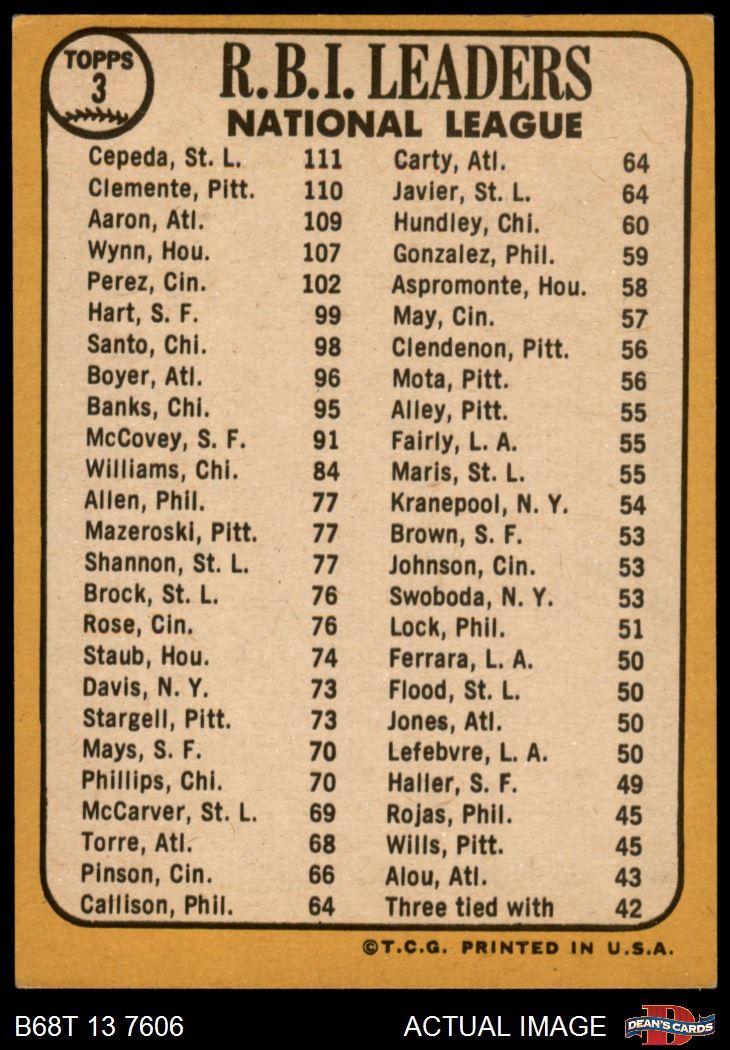 TOPPS
3
R.B.I. LEADERS
NATIONAL LEAGUE
Cepeda, St. L. 111
Clemente, Pitt. 110
Aaron, Atl. 109
Wynn, Hou. 107
Perez, Cin. 102
Hart, S. F. 99
Santo, Chi. 98
Boyer, Atl. 96
Banks, Chi. 95
McCovey, S. F. 91
Williams, Chi. 84
Allen, Phil. 77
Mazeroski, Pitt. 77
Shannon, St. L. 77
Brock, St. L. 76
Rose, Cin. 76
Staub, Hou. 74
Davis, N. Y. 73
Stargell, Pitt. 73
Mays, S. F. 70
Phillips, Chi. 70
McCarver, St. L. 69
Torre, Atl. 68
Pinson, Cin. 66
Callison, Phil. 64
Carty, Atl. 64
Javier, St. L. 64
Hundley, Chi. 60
Gonzalez, Phil. 59
Aspromonte, Hou. 58
May, Cin. 57
Clendenon, Pitt. 56
Mota, Pitt. 56
Alley, Pitt. 55
Fairly, L. A. 55
Maris, St. L. 55
Kranepool, N. Y. 54
Brown, S. F. 53
Johnson, Cin. 53
Swoboda, N. Y. 53
Lock, Phil. 51
Ferrara, L. A. 50
Flood, St. L. 50
Jones, Atl. 50
Lefebvre, L. A. 50
Haller, S. F. 49
Rojas, Phil. 45
Wills, Pitt. 45
Alou, Atl. 43
Three tied with 42
©T.C.G. PRINTED IN U.S.A.
B68T 13 7606
ACTUAL IMAGE
D
DEAN'S CARDS